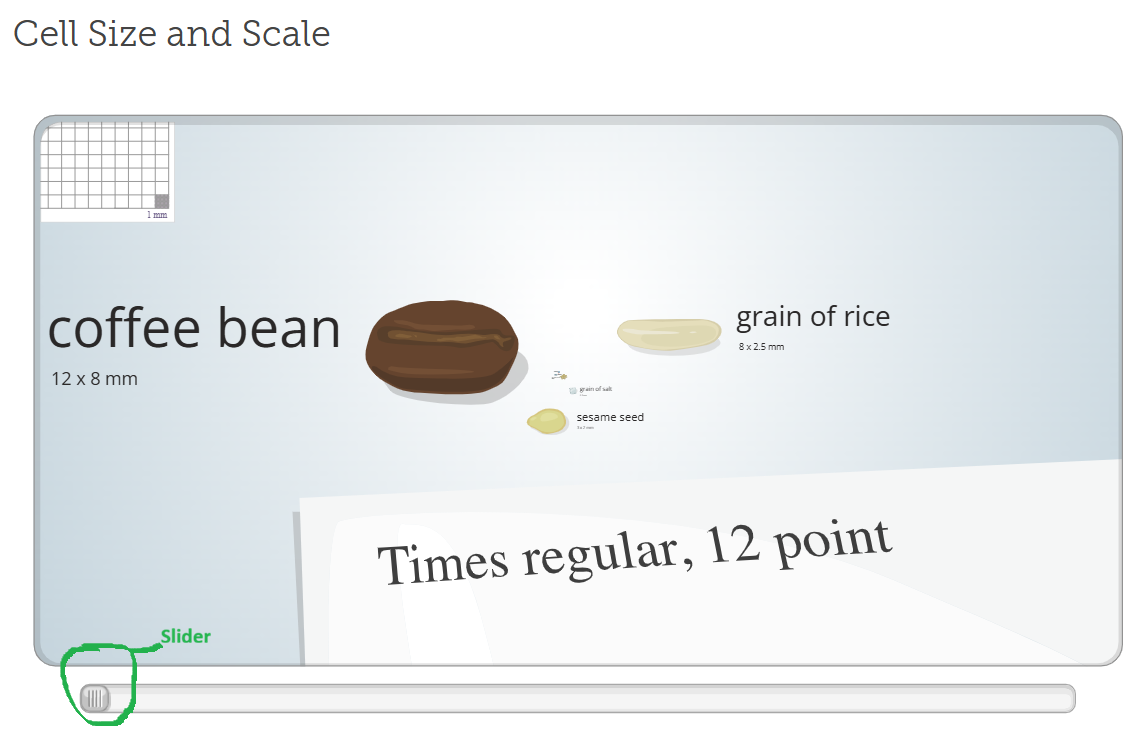 Cell Size and Scale
1 mm
coffee bean
12 x 8 mm
grain of rice
8 x 2.5 mm
grain of salt
sesame seed
Times regular, 12 point
Slider